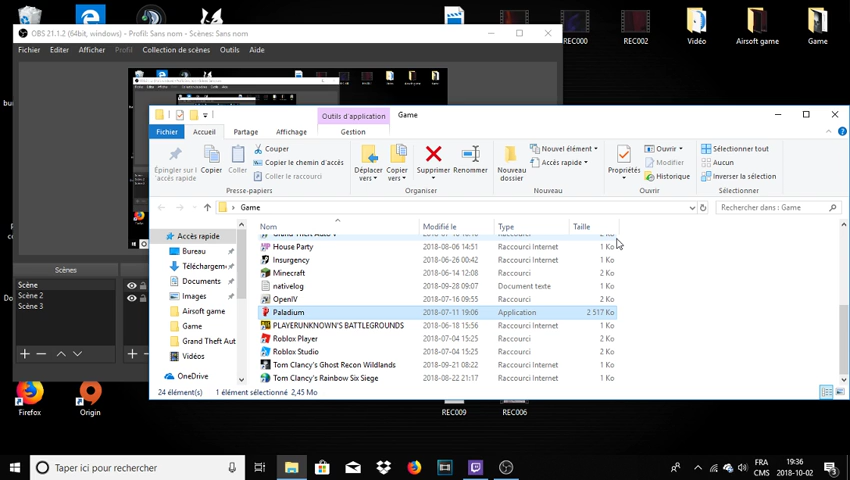 OBS 21.1.2 (64bit, windows) - Profil: Sans nom - Scènes: Sans nom
Fichier Editer Afficher Profil Collection de scènes Outils Aide
REC000 REC002 Vidéo Airsoft game Game
Outils d'application Game
Fichier Accueil Partage Affichage Gestion
Épingler sur l'accès rapide
Copier
Coller
Couper
Copier le chemin d'accès
Coller le raccourci
Déplacer vers
Copier vers
Supprimer
Renommer
Nouveau dossier
Nouvel élément
Accès rapide
Propriétés
Ouvrir
Modifier
Historique
Sélectionner tout
Aucun
Inverser la sélection
Presse-papiers Organiser Nouveau Ouvrir Sélectionner
Game Rechercher dans : Game
Nom Modifié le Type Taille
House Party 2018-08-06 14:51 Raccourci Internet 1 Ko
Insurgency 2018-06-26 00:42 Raccourci Internet 1 Ko
Minecraft 2018-06-14 12:08 Raccourci 2 Ko
nativelog 2018-09-28 09:07 Document texte 1 Ko
OpenIV 2018-07-16 09:55 Raccourci 2 Ko
Paladium 2018-07-11 19:06 Application 2 517 Ko
PLAYERUNKNOWN'S BATTLEGROUNDS 2018-06-18 15:56 Raccourci Internet 1 Ko
Roblox Player 2018-07-04 15:25 Raccourci 2 Ko
Roblox Studio 2018-07-04 15:25 Raccourci 2 Ko
Tom Clancy's Ghost Recon Wildlands 2018-09-21 08:22 Raccourci Internet 1 Ko
Tom Clancy's Rainbow Six Siege 2018-08-22 21:17 Raccourci Internet 1 Ko
Accès rapide
Bureau
Téléchargem
Documents
Images
Airsoft game
Game
Grand Theft Aut
Vidéos
OneDrive
24 élément(s) 1 élément sélectionné 2,45 Mo
Scènes
Scène
Scène 2
Scène 3
Firefox Origin REC009 REC006
Taper ici pour rechercher
FRA
CMS
19:36
2018-10-02
3